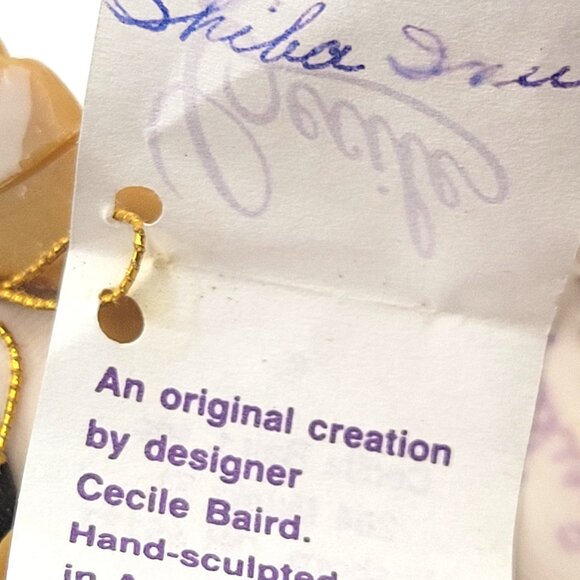 Shiba Inu
An original creation
by designer
Cecile Baird.
Hand-sculpted
in A